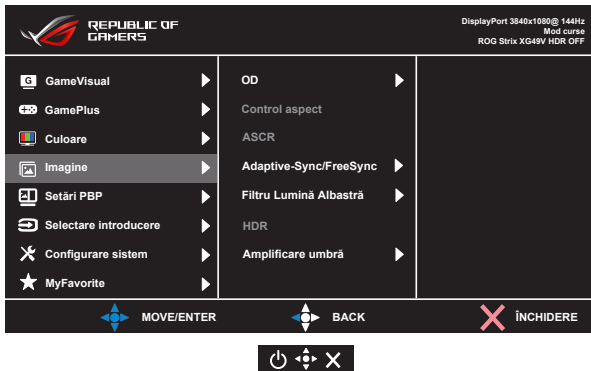 REPUBLIC OF
GAMERS
DisplayPort 3840x1080@ 144Hz
Mod curse
ROG Strix XG49V HDR OFF
G GameVisual
GamePlus
Culoare
Imagine
Setări PBP
Selectare introducere
Configurare sistem
MyFavorite
OD
Control aspect
ASCR
Adaptive-Sync/FreeSync
Filtru Lumină Albastră
HDR
Amplificare umbră
MOVE/ENTER
BACK
ÎNCHIDERE